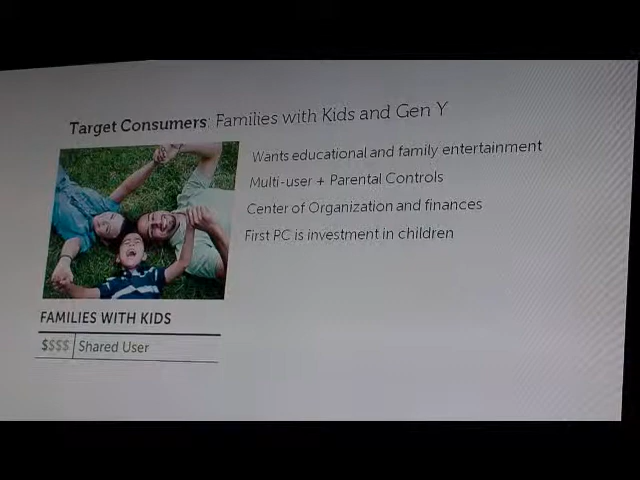 Target Consumers: Families with Kids and Gen Y
Wants educational and family entertainment
Multi-user + Parental Controls
Center of Organization and finances
First PC is investment in children
FAMILIES WITH KIDS
$$$$ Shared User